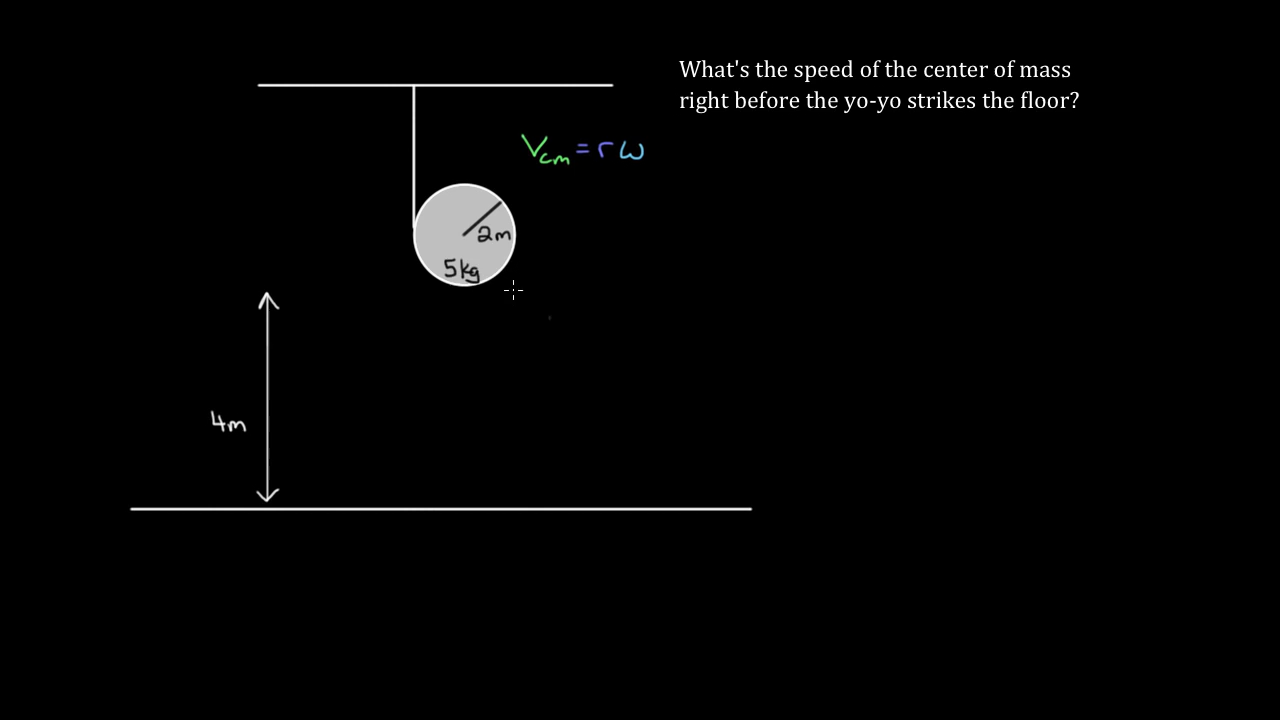 What's the speed of the center of mass
right before the yo-yo strikes the floor?
Vcm = rω
2m
5kg
4m